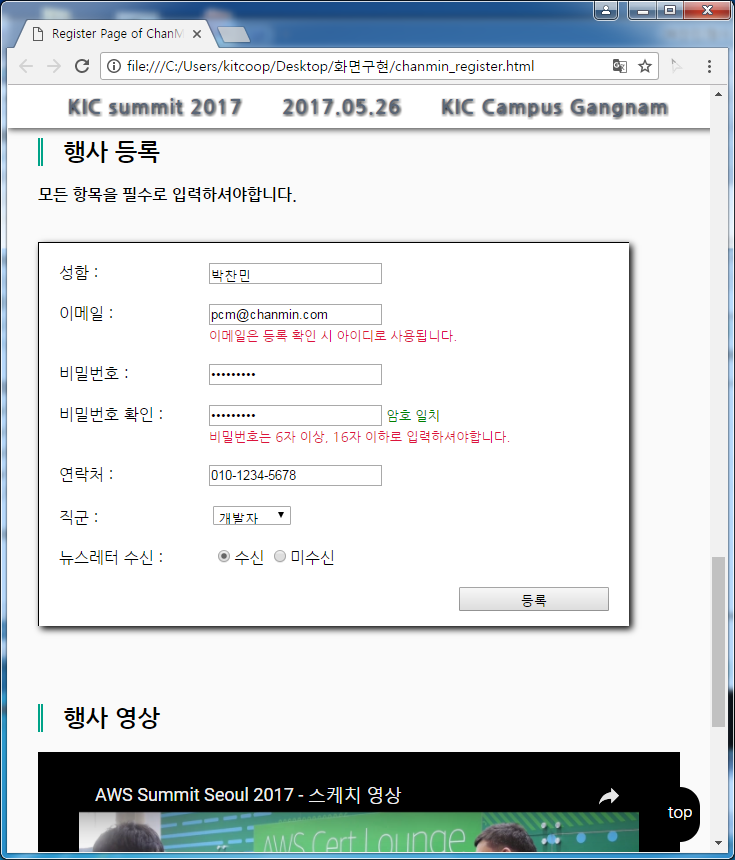 Register Page of ChanM
file:///C:/Users/kitcoop/Desktop/화면구현/chanmin_register.html
KIC summit 2017 2017.05.26 KIC Campus Gangnam
행사 등록
모든 항목을 필수로 입력하셔야합니다.
성함 : 박찬민
이메일 : pcm@chanmin.com
이메일은 등록 확인 시 아이디로 사용됩니다.
비밀번호 : •••••••••
비밀번호 확인 : ••••••••• 암호 일치
비밀번호는 6자 이상, 16자 이하로 입력하셔야합니다.
연락처 : 010-1234-5678
직군 : 개발자
뉴스레터 수신 : 수신 미수신
등록
행사 영상
AWS Summit Seoul 2017 - 스케치 영상
top
AWS Cert Lounge